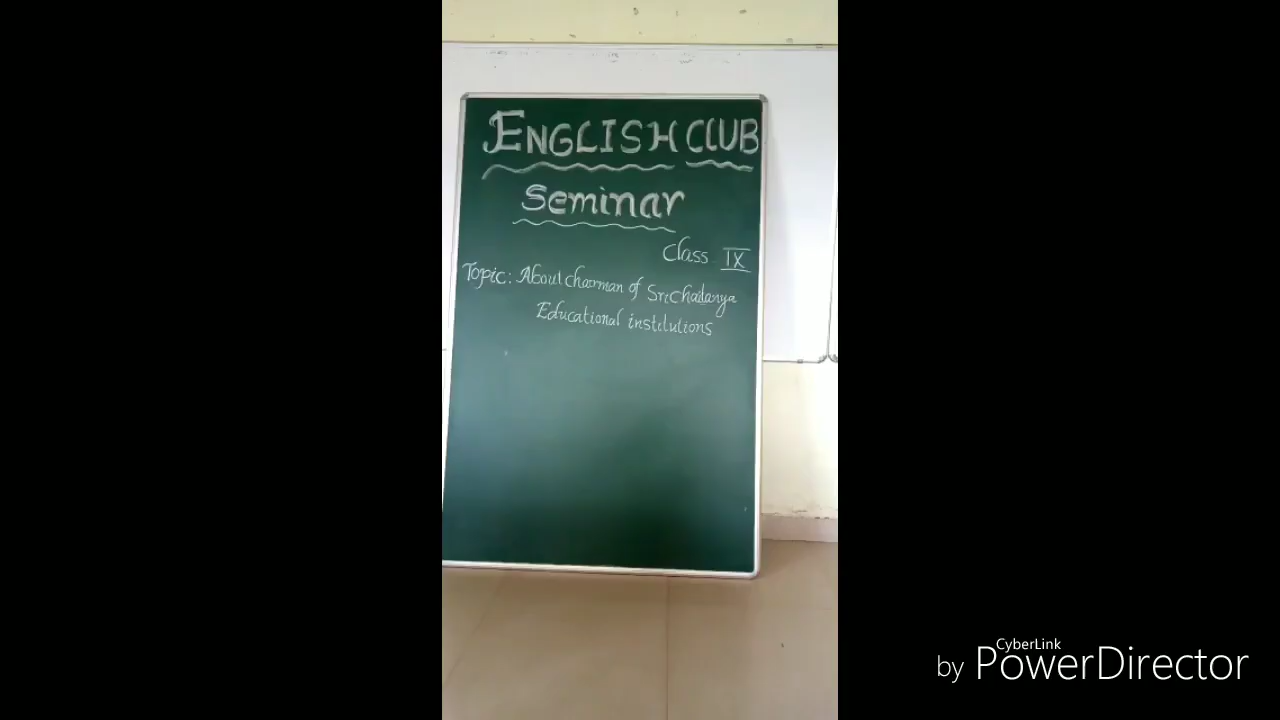 ENGLISH CLUB
Seminar
Class IX
Topic: About chairman of Srichaitanya
Educational institutions
CyberLink
by PowerDirector